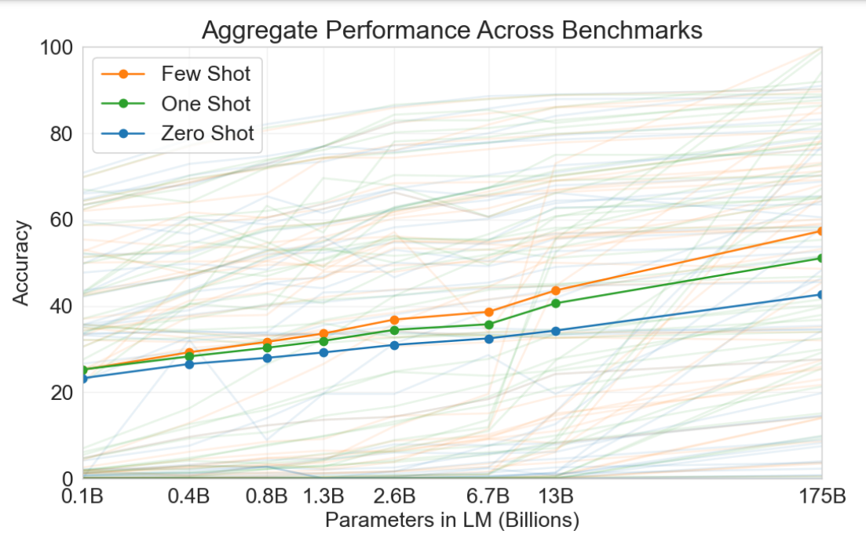 Aggregate Performance Across Benchmarks
100
80
60
40
20
0
Accuracy
Few Shot
One Shot
Zero Shot
0.1B 0.4B 0.8B 1.3B 2.6B 6.7B 13B 175B
Parameters in LM (Billions)